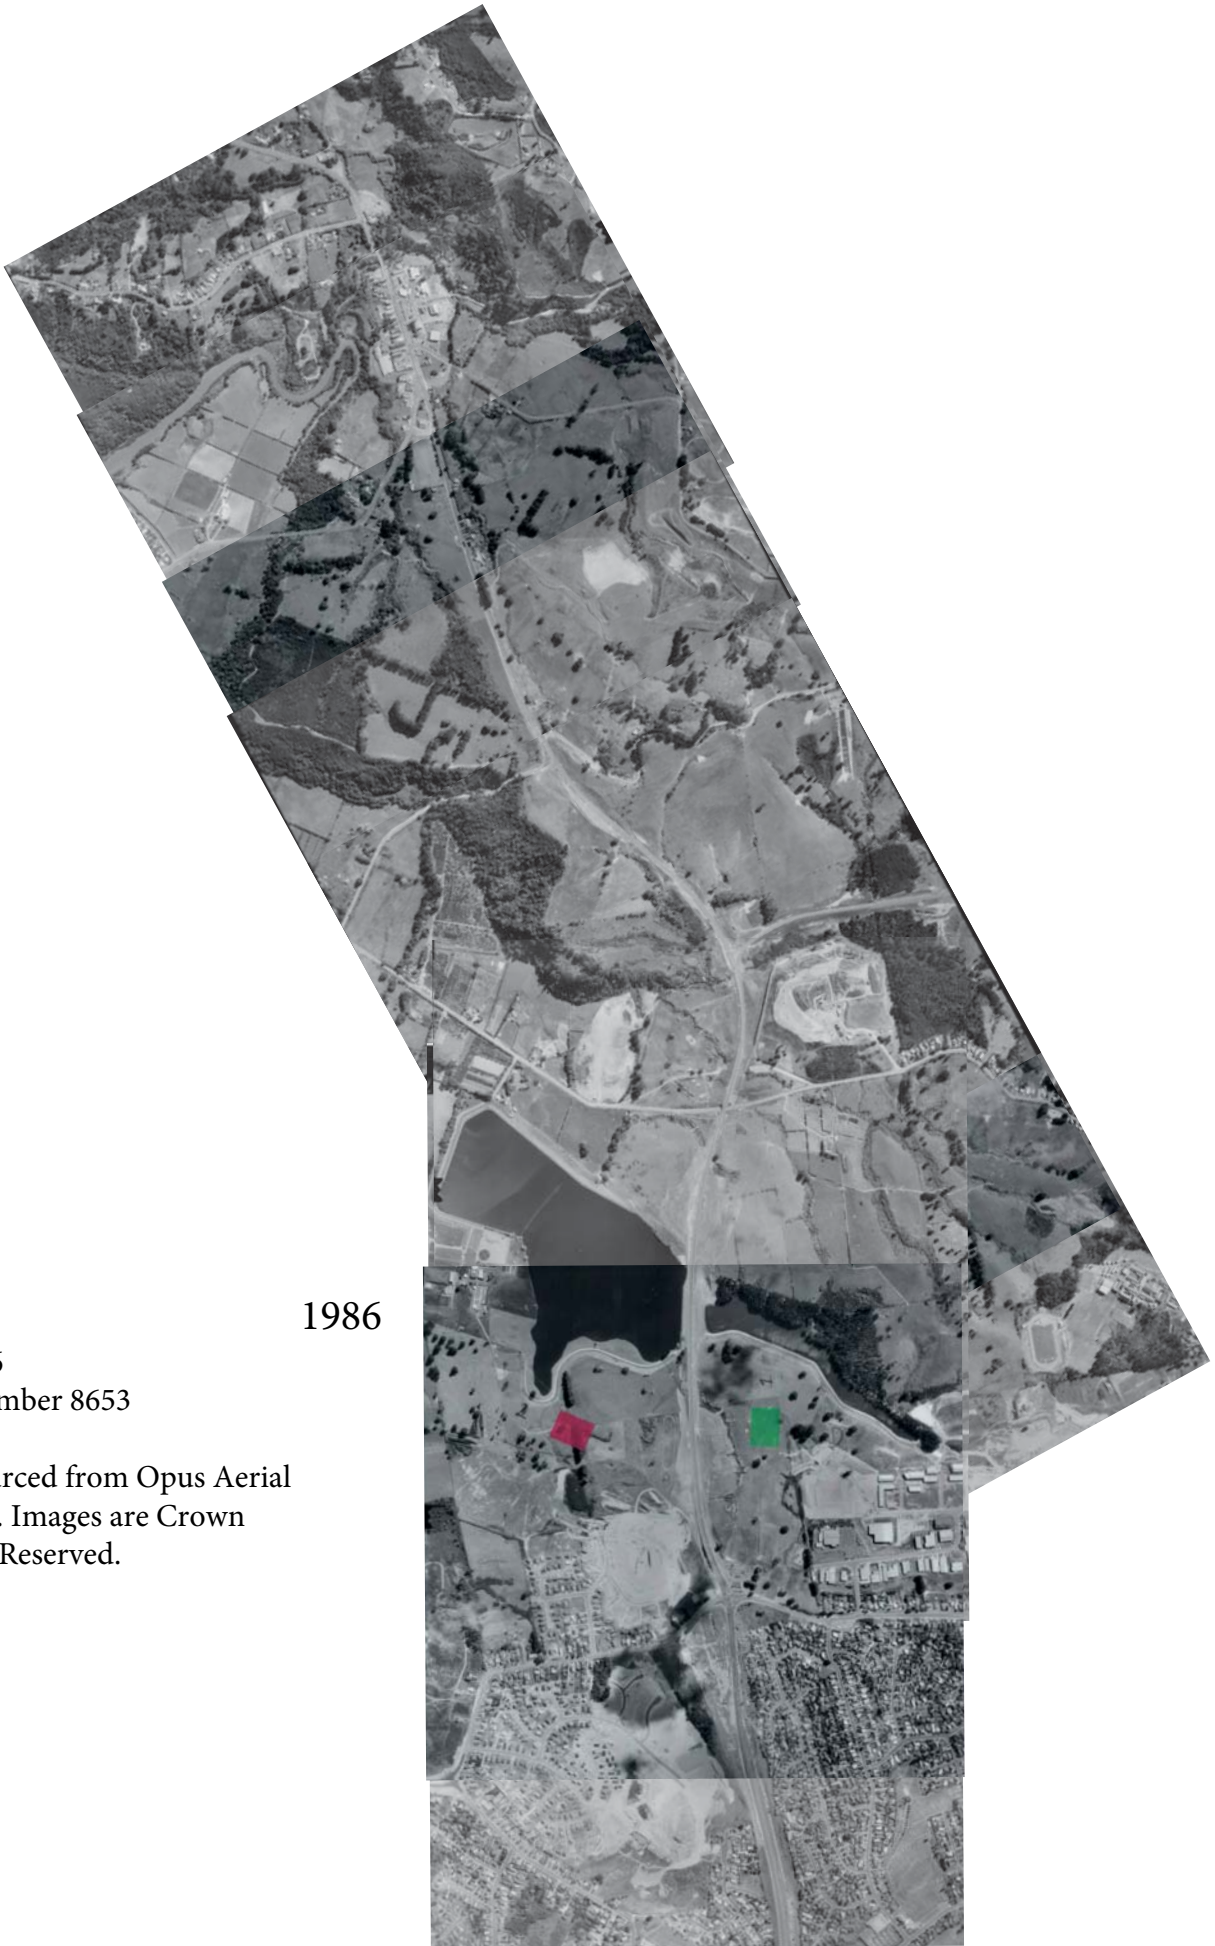 1986
mber 8653
rced from Opus Aerial
. Images are Crown
Reserved.